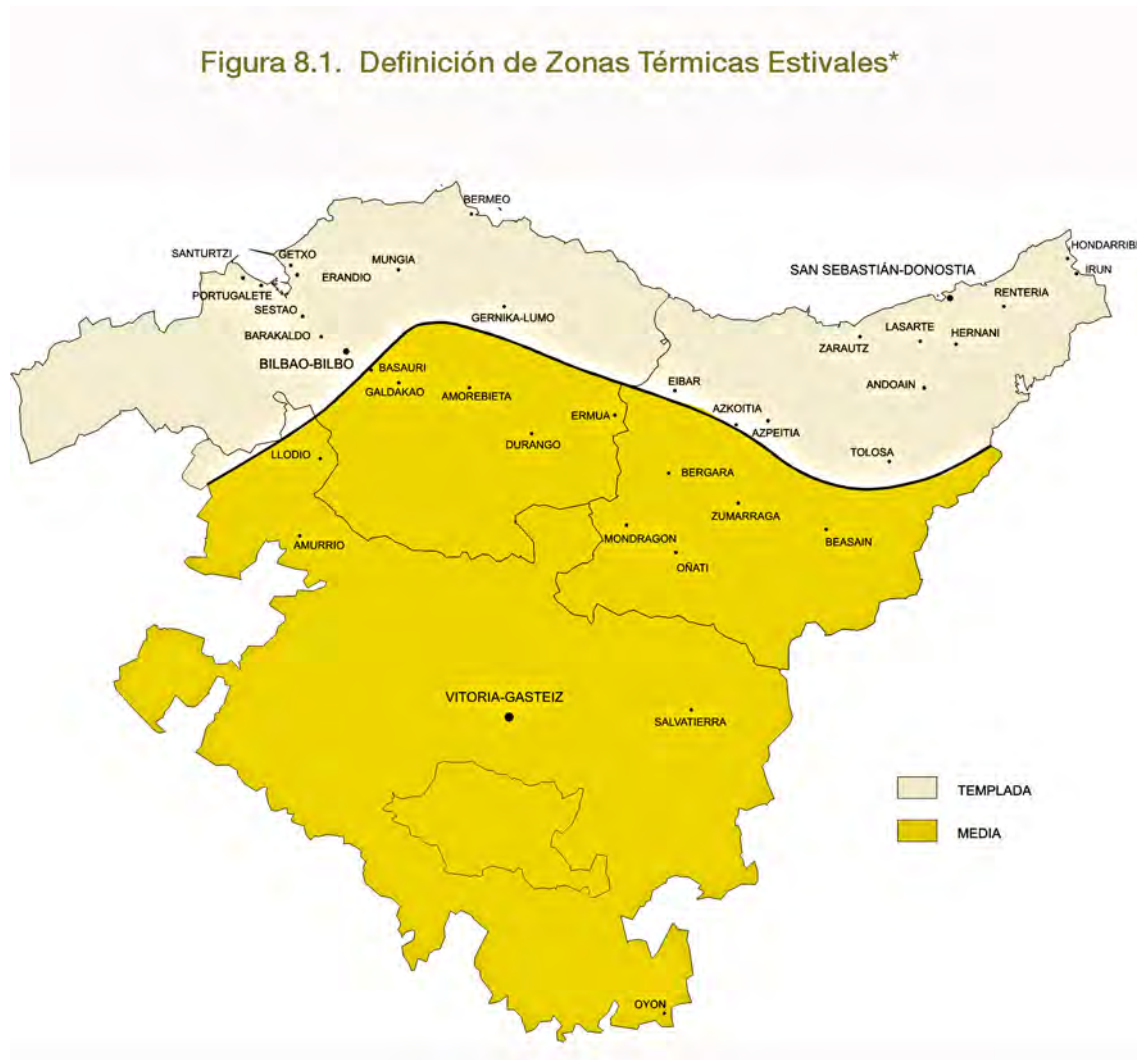 Figura 8.1. Definición de Zonas Térmicas Estivales*
BERMEO
SANTURTZI
GETXO
MUNGIA
ERANDIO
HONDARRIBI
SAN SEBASTIÁN-DONOSTIA
IRUN
PORTUGALETE
RENTERIA
SESTAO
GERNIKA-LUMO
LASARTE
BARAKALDO
HERNANI
ZARAUTZ
BILBAO-BILBO
BASAURI
EIBAR
GALDAKAO
AMOREBIETA
ANDOAIN
ERMUA
AZKOITIA
AZPEITIA
DURANGO
LLODIO
TOLOSA
BERGARA
ZUMARRAGA
MONDRAGON
BEASAIN
AMURRIO
OÑATI
VITORIA-GASTEIZ
SALVATIERRA
TEMPLADA
MEDIA
OYON